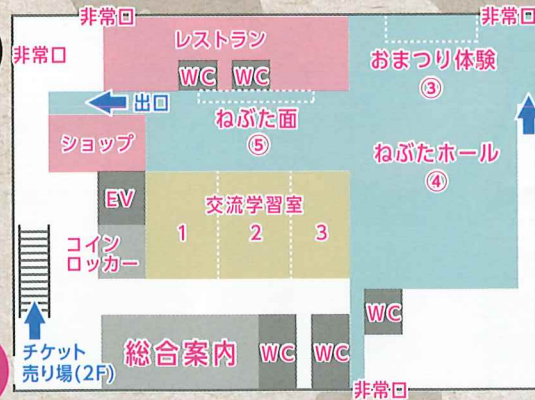 非常口
非常口
非常口
レストラン
WC
WC
おまつり体験
③
出口
ねぶた面
⑤
ショップ
ねぶたホール
④
EV
交流学習室
1
2
3
コイン
ロッカー
WC
総合案内
WC
WC
チケット
売り場(2F)
非常口